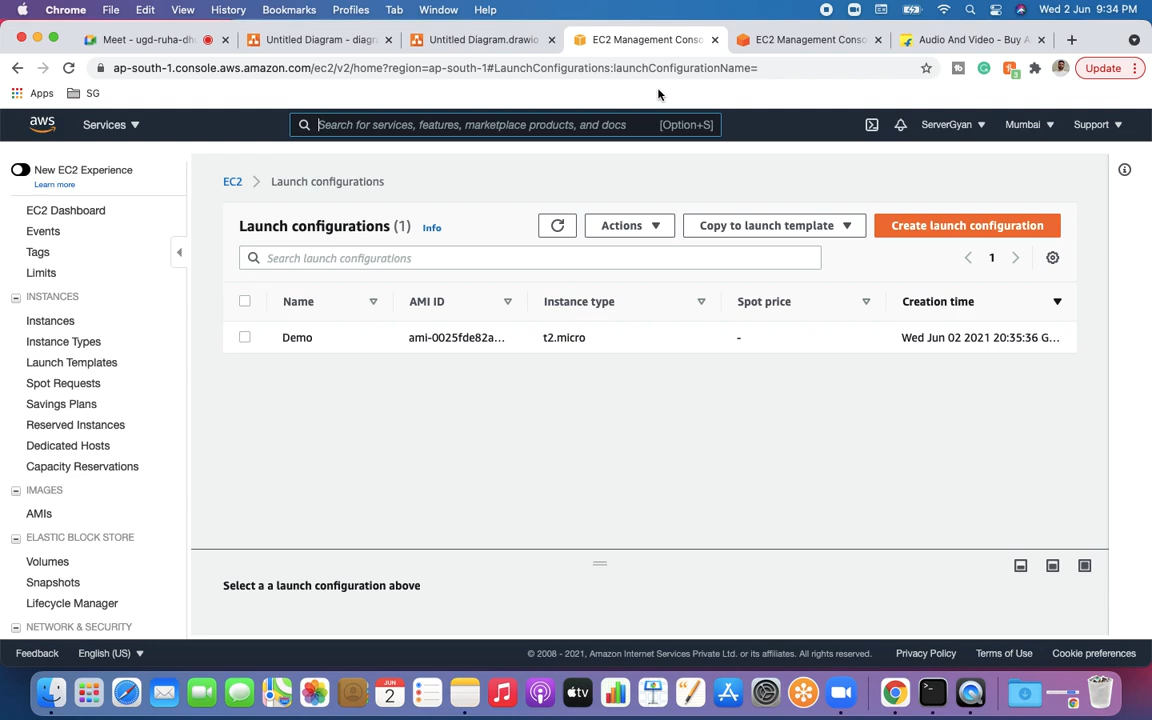 Chrome File Edit View History Bookmarks Profiles Tab Window Help Wed 2 Jun 9:34 PM
Meet - ugd-ruha-dh Untitled Diagram - diagr Untitled Diagram.drawio EC2 Management Conso EC2 Management Conso Audio And Video - Buy A
ap-south-1.console.aws.amazon.com/ec2/v2/home?region=ap-south-1#LaunchConfigurations:launchConfigurationName= Update
Apps SG
aws Services Search for services, features, marketplace products, and docs [Option+S] ServerGyan Mumbai Support
New EC2 Experience
Learn more
EC2 Dashboard
Events
Tags
Limits
INSTANCES
Instances
Instance Types
Launch Templates
Spot Requests
Savings Plans
Reserved Instances
Dedicated Hosts
Capacity Reservations
IMAGES
AMIs
ELASTIC BLOCK STORE
Volumes
Snapshots
Lifecycle Manager
NETWORK & SECURITY
EC2 Launch configurations
Launch configurations (1) Info Actions Copy to launch template Create launch configuration
Search launch configurations 1
Name AMI ID Instance type Spot price Creation time
Demo ami-0025fde82a... t2.micro - Wed Jun 02 2021 20:35:36 G...
Select a a launch configuration above
Feedback English (US) © 2008 - 2021, Amazon Internet Services Private Ltd. or its affiliates. All rights reserved. Privacy Policy Terms of Use Cookie preferences
JUN
2
tv